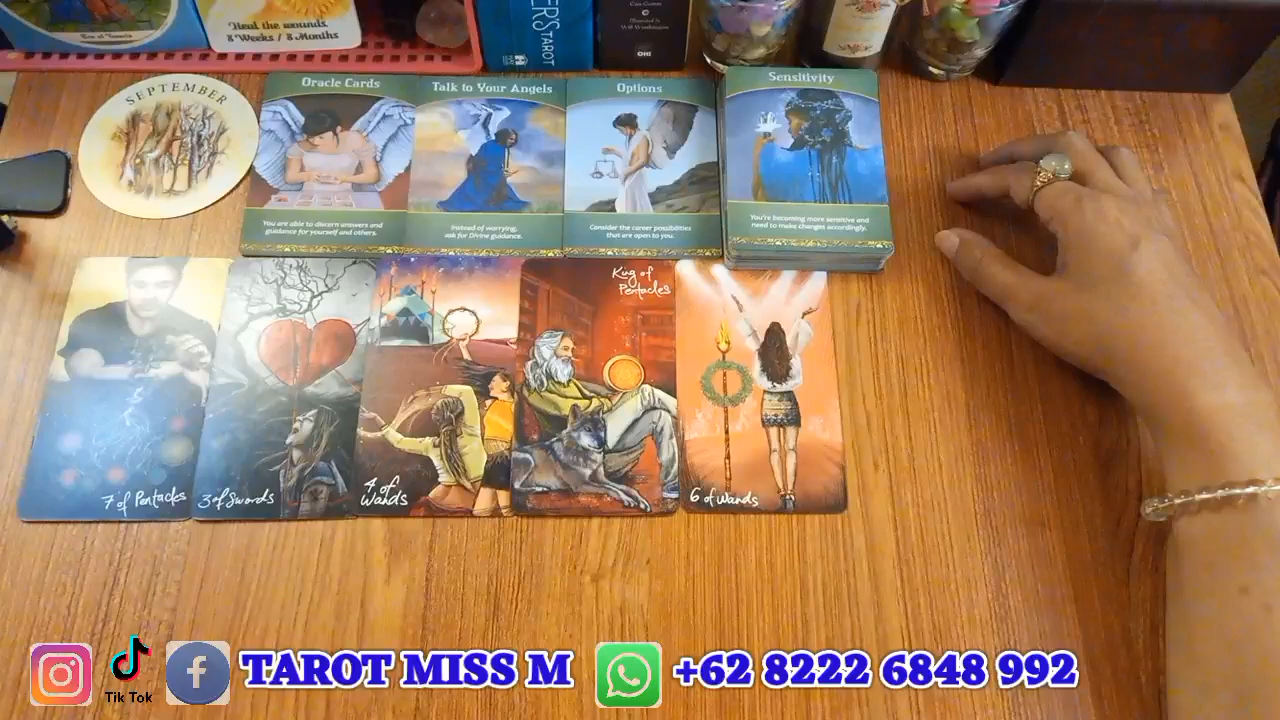 Heal the wounds.
8 Weeks / 8 Months
TAROT
OHI
SEPTEMBER
Oracle Cards
You are able to discern answers and
guidance for yourself and others.
Talk to Your Angels
Instead of worrying,
ask for Divine guidance.
Options
Consider the career possibilities
that are open to you.
Sensitivity
You're becoming more sensitive and
need to make changes accordingly.
7 of Pentacles
3 of Swords
4 of
Wands
King of
Pentacles
6 of Wands
Tik Tok
TAROT MISS M
+62 8222 6848 992